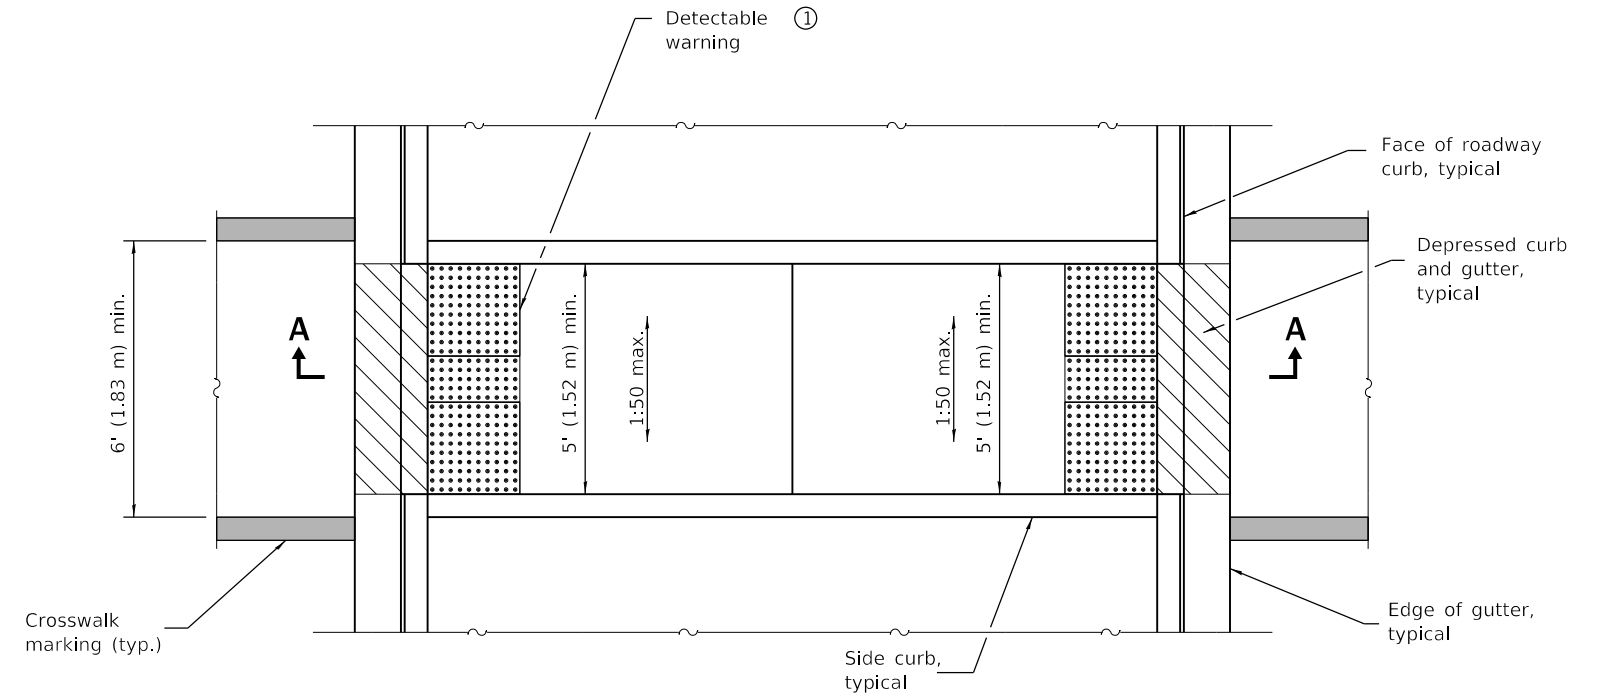 Detectable ①
warning
Face of roadway
curb, typical
Depressed curb
and gutter,
typical
6' (1.83 m) min.
A
5' (1.52 m) min.
1:50 max.
1:50 max.
5' (1.52 m) min.
A
Crosswalk
marking (typ.)
Side curb,
typical
Edge of gutter,
typical